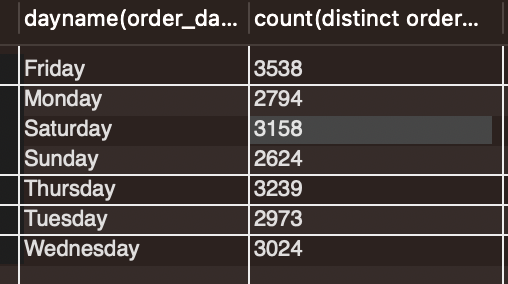 dayname(order_da... count(distinct order...
Friday 3538
Monday 2794
Saturday 3158
Sunday 2624
Thursday 3239
Tuesday 2973
Wednesday 3024